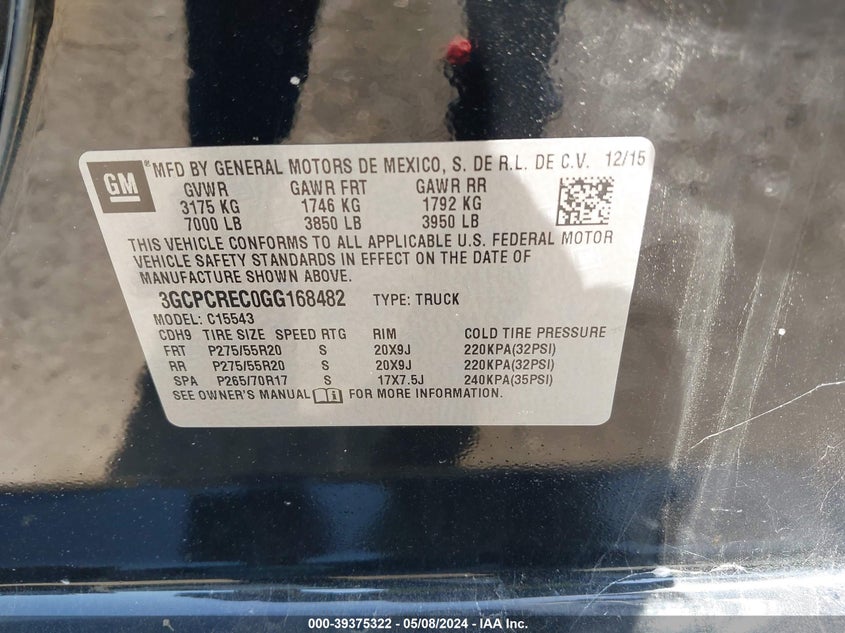 GM ® MFD BY GENERAL MOTORS DE MEXICO, S. DE R.L. DE C.V. 12/15
GVWR GAWR FRT GAWR RR
3175 KG 1746 KG 1792 KG
7000 LB 3850 LB 3950 LB
THIS VEHICLE CONFORMS TO ALL APPLICABLE U.S. FEDERAL MOTOR
VEHICLE SAFETY STANDARDS IN EFFECT ON THE DATE OF
MANUFACTURE SHOWN ABOVE.
3GCPCREC0GG168482 TYPE: TRUCK
MODEL: C15543
CDH9 TIRE SIZE SPEED RTG RIM COLD TIRE PRESSURE
FRT P275/55R20 S 20X9J 220KPA(32PSI)
RR P275/55R20 S 20X9J 220KPA(32PSI)
SPA P265/70R17 S 17X7.5J 240KPA(35PSI)
SEE OWNER'S MANUAL FOR MORE INFORMATION.
000-39375322 - 05/08/2024 - IAA Inc.